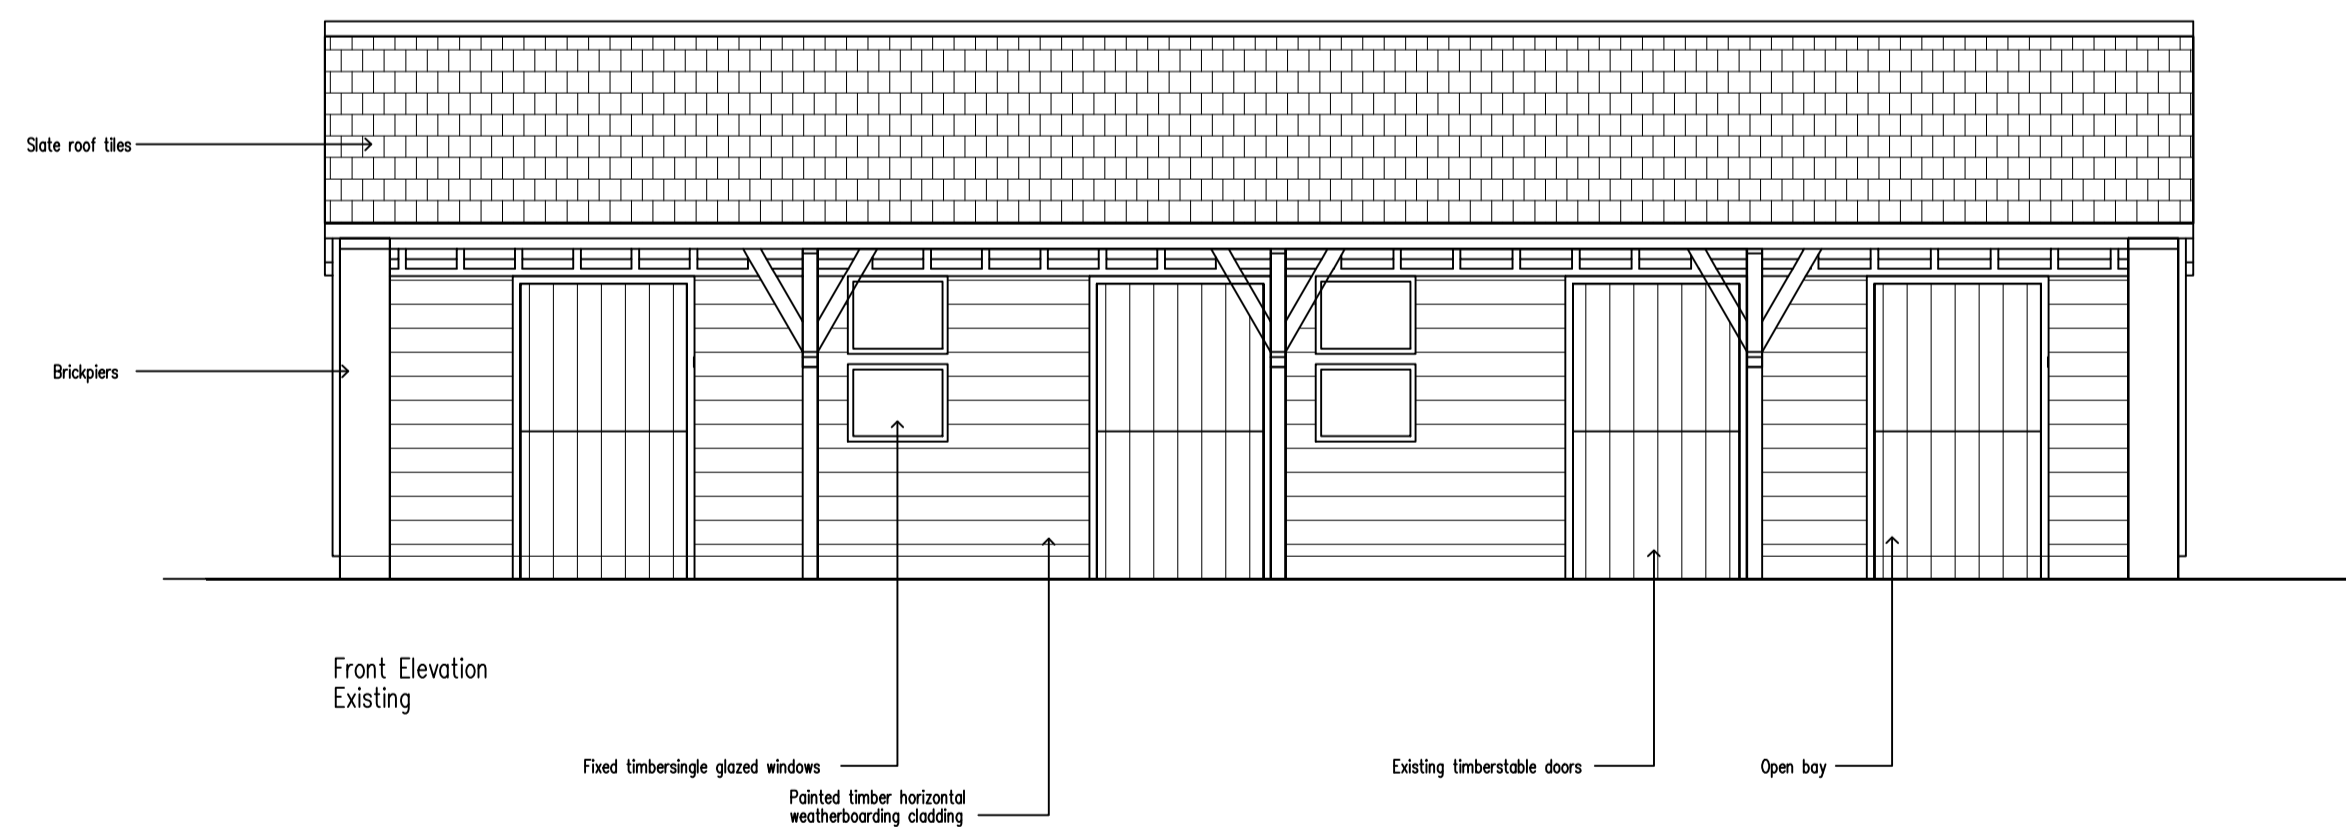 Slate roof tiles
Brickpiers
Front Elevation
Existing
Fixed timbersingle glazed windows
Existing timberstable doors
Open bay
Painted timber horizontal
weatherboarding cladding